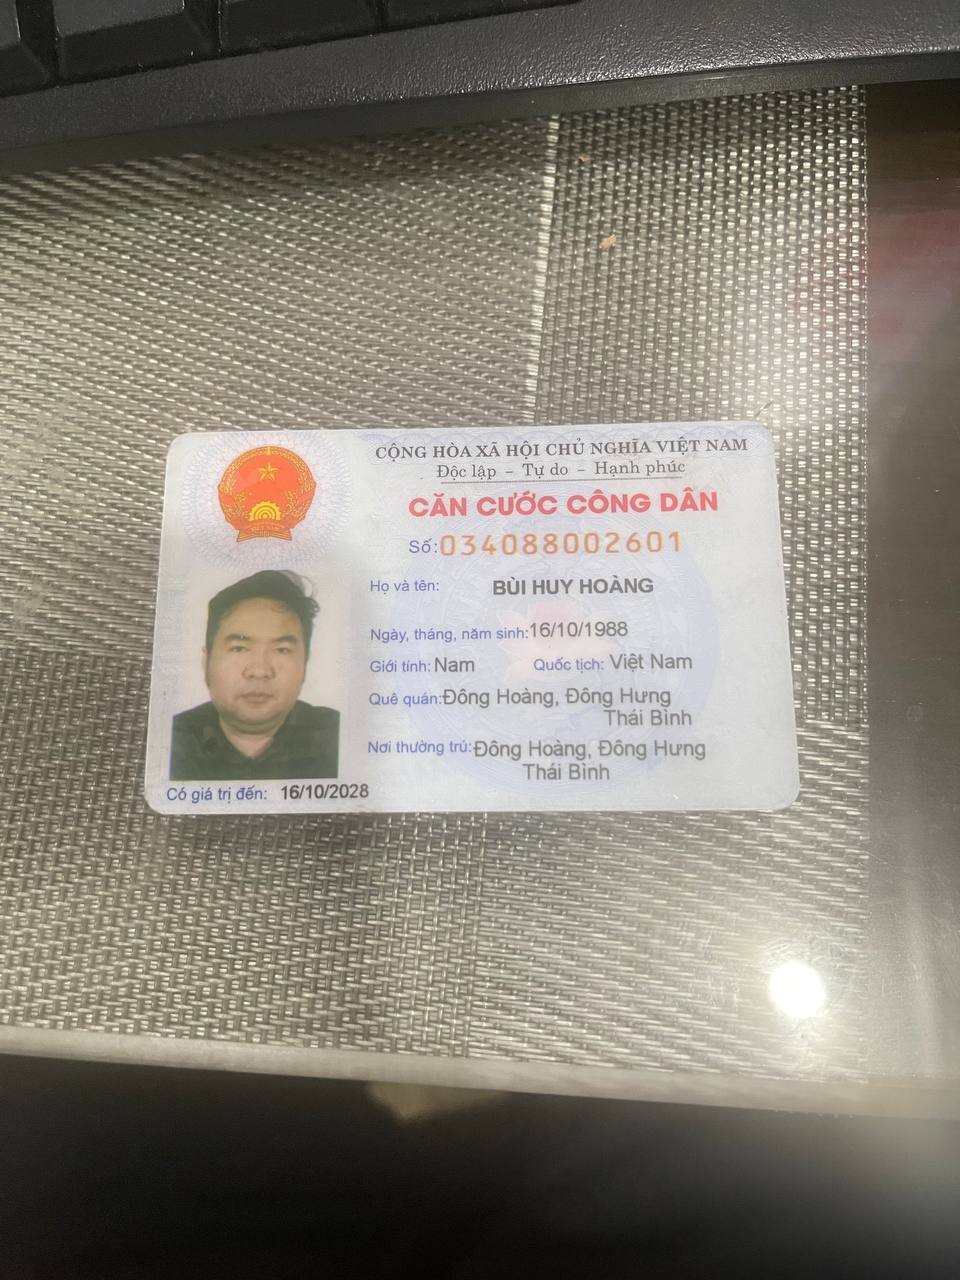 CỘNG HÒA XÃ HỘI CHỦ NGHĨA VIỆT NAM
Độc lập – Tự do – Hạnh phúc
CĂN CƯỚC CÔNG DÂN
Số: 034088002601
Họ và tên: BÙI HUY HOÀNG
Ngày, tháng, năm sinh: 16/10/1988
Giới tính: Nam Quốc tịch: Việt Nam
Quê quán: Đông Hoàng, Đông Hưng
Thái Bình
Nơi thường trú: Đông Hoàng, Đông Hưng
Thái Bình
Có giá trị đến: 16/10/2028